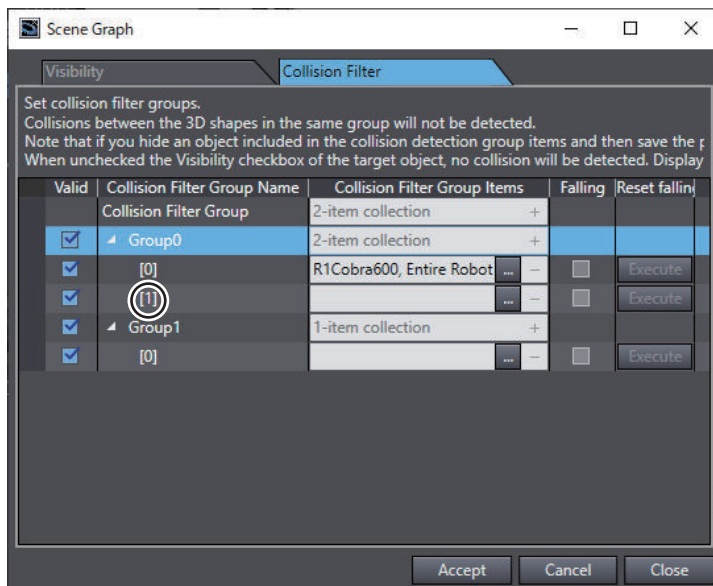 Scene Graph
Visibility Collision Filter
Set collision filter groups.
Collisions between the 3D shapes in the same group will not be detected.
Note that if you hide an object included in the collision detection group items and then save the
When unchecked the Visibility checkbox of the target object, no collision will be detected. Display
Valid Collision Filter Group Name Collision Filter Group Items Falling Reset falling
Collision Filter Group 2-item collection +
Group0 2-item collection +
[0] R1Cobra600, Entire Robot ... − Execute
[1] ... − Execute
Group1 1-item collection +
[0] ... − Execute
Accept Cancel Close